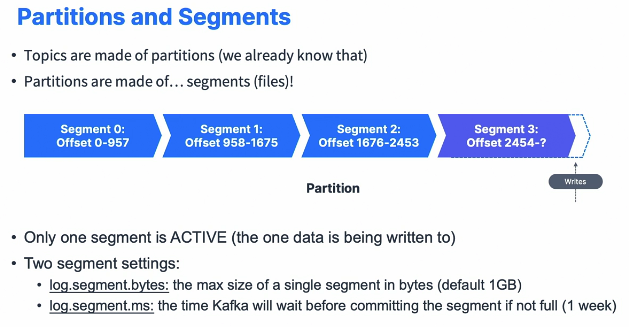 Partitions and Segments
• Topics are made of partitions (we already know that)
• Partitions are made of... segments (files)!
Segment 0:
Offset 0-957
Segment 1:
Offset 958-1675
Segment 2:
Offset 1676-2453
Segment 3:
Offset 2454-?
Partition
Writes
• Only one segment is ACTIVE (the one data is being written to)
• Two segment settings:
• log.segment.bytes: the max size of a single segment in bytes (default 1GB)
• log.segment.ms: the time Kafka will wait before committing the segment if not full (1 week)